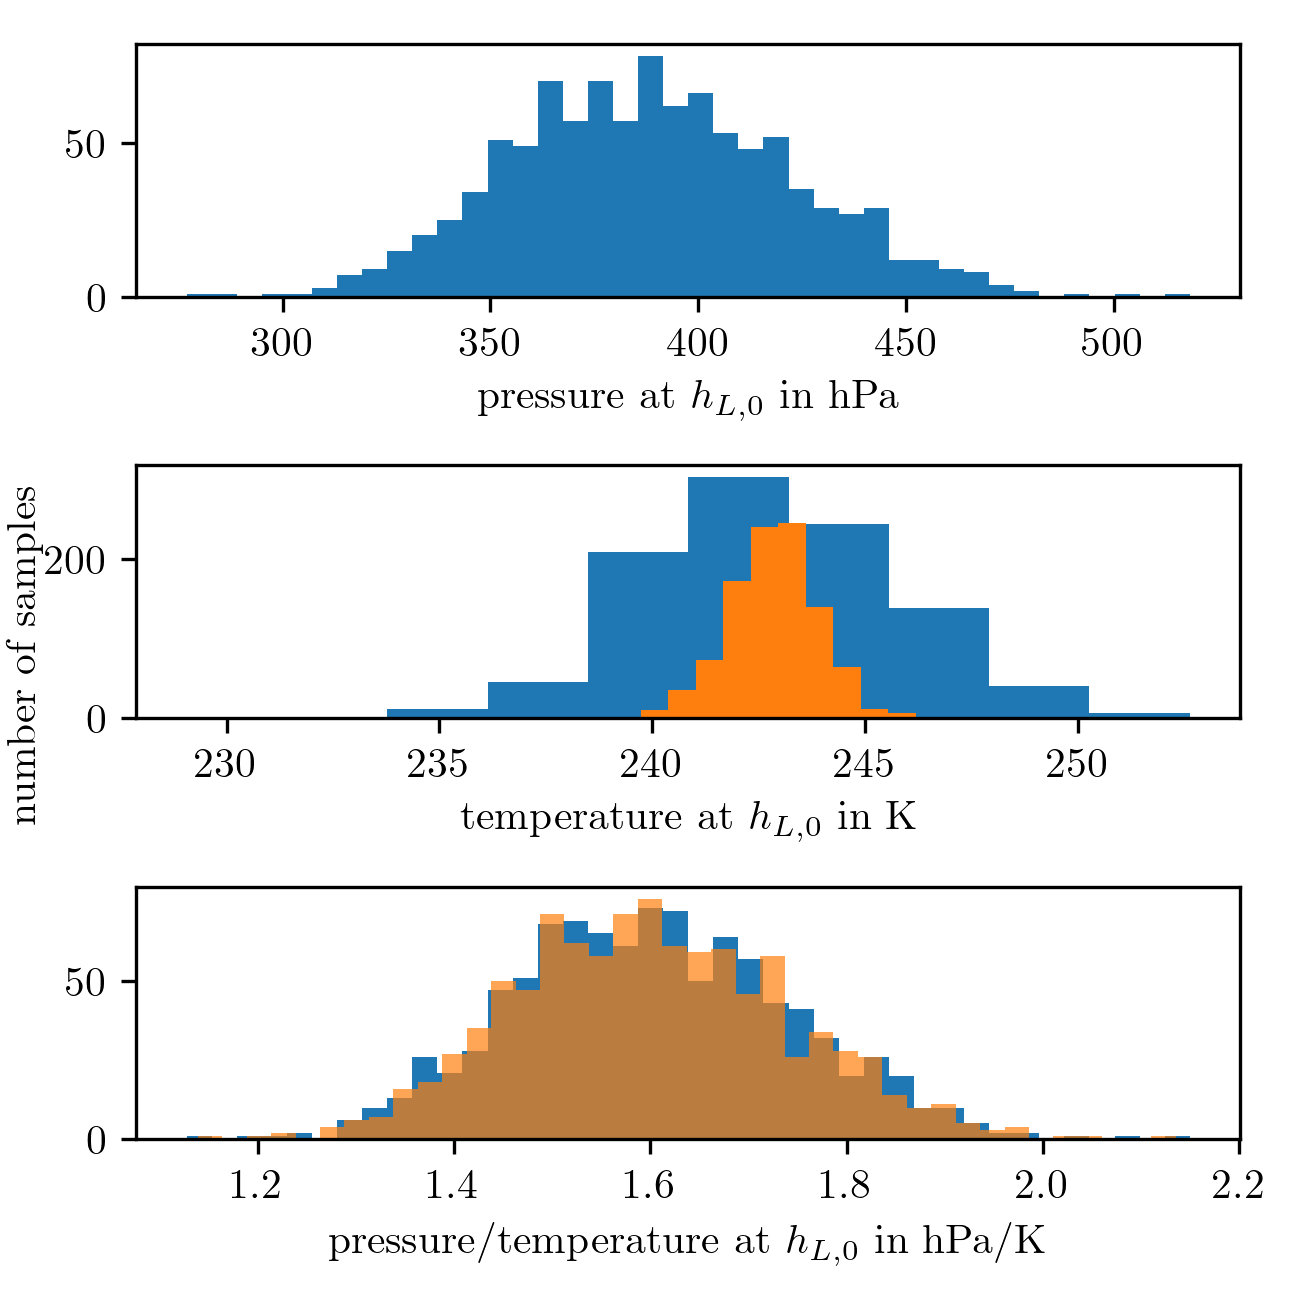 50
0
300 350 400 450 500
pressure at h_{L,0} in hPa
number of samples
200
0
230 235 240 245 250
temperature at h_{L,0} in K
50
0
1.2 1.4 1.6 1.8 2.0 2.2
pressure/temperature at h_{L,0} in hPa/K